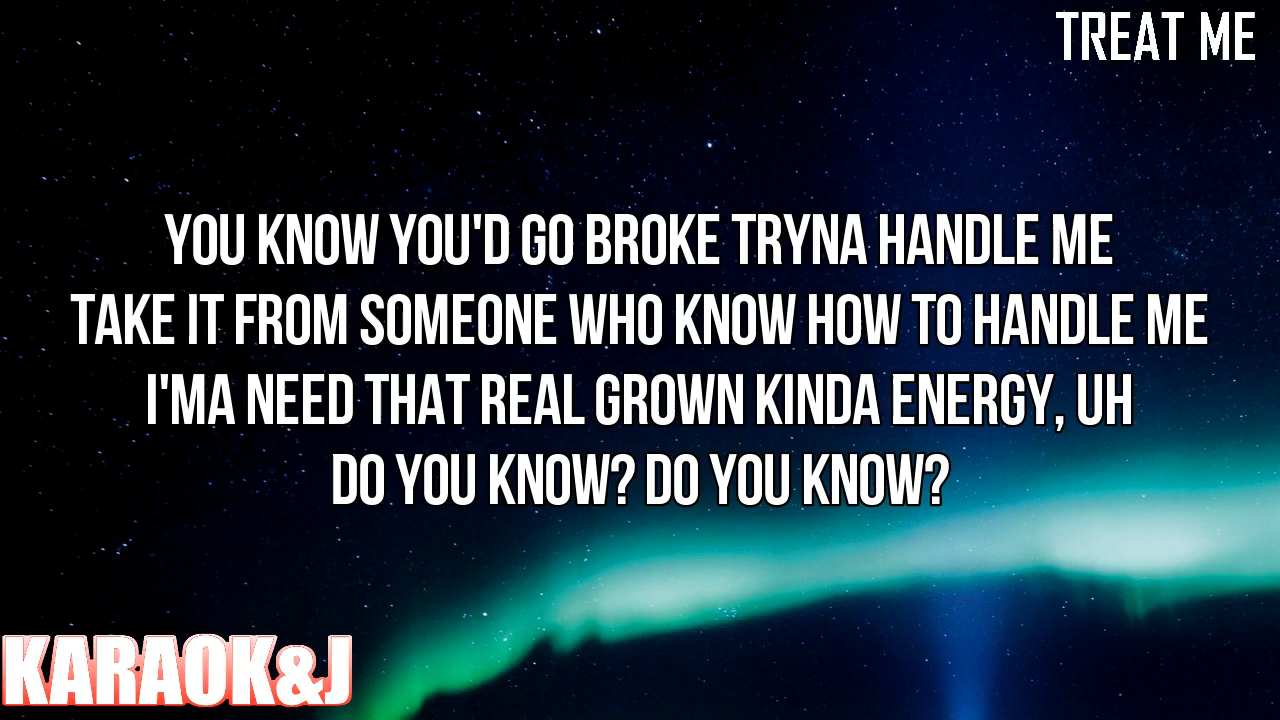 TREAT ME
YOU KNOW YOU'D GO BROKE TRYNA HANDLE ME
TAKE IT FROM SOMEONE WHO KNOW HOW TO HANDLE ME
I'MA NEED THAT REAL GROWN KINDA ENERGY, UH
DO YOU KNOW? DO YOU KNOW?
KARAOK&J